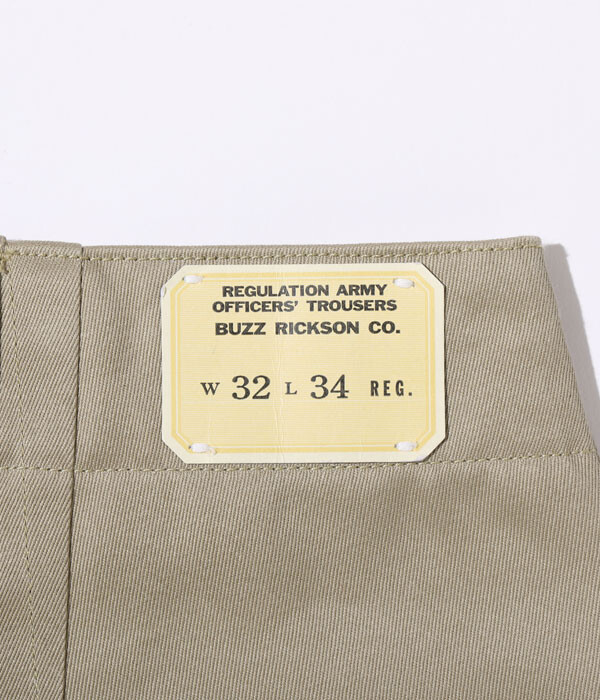 REGULATION ARMY
OFFICERS' TROUSERS
BUZZ RICKSON CO.
W 32 L 34 REG.